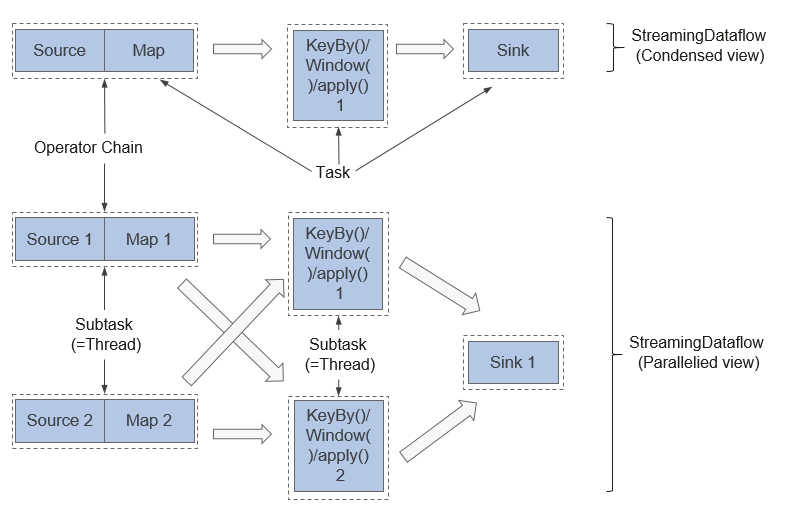 Source
Map
KeyBy()/
Window(
)/apply()
1
Sink
StreamingDataflow
(Condensed view)
Operator Chain
Task
Source 1
Map 1
KeyBy()/
Window(
)/apply()
1
Subtask
(=Thread)
Subtask
(=Thread)
Sink 1
StreamingDataflow
(Parallelied view)
Source 2
Map 2
KeyBy()/
Window(
)/apply()
2